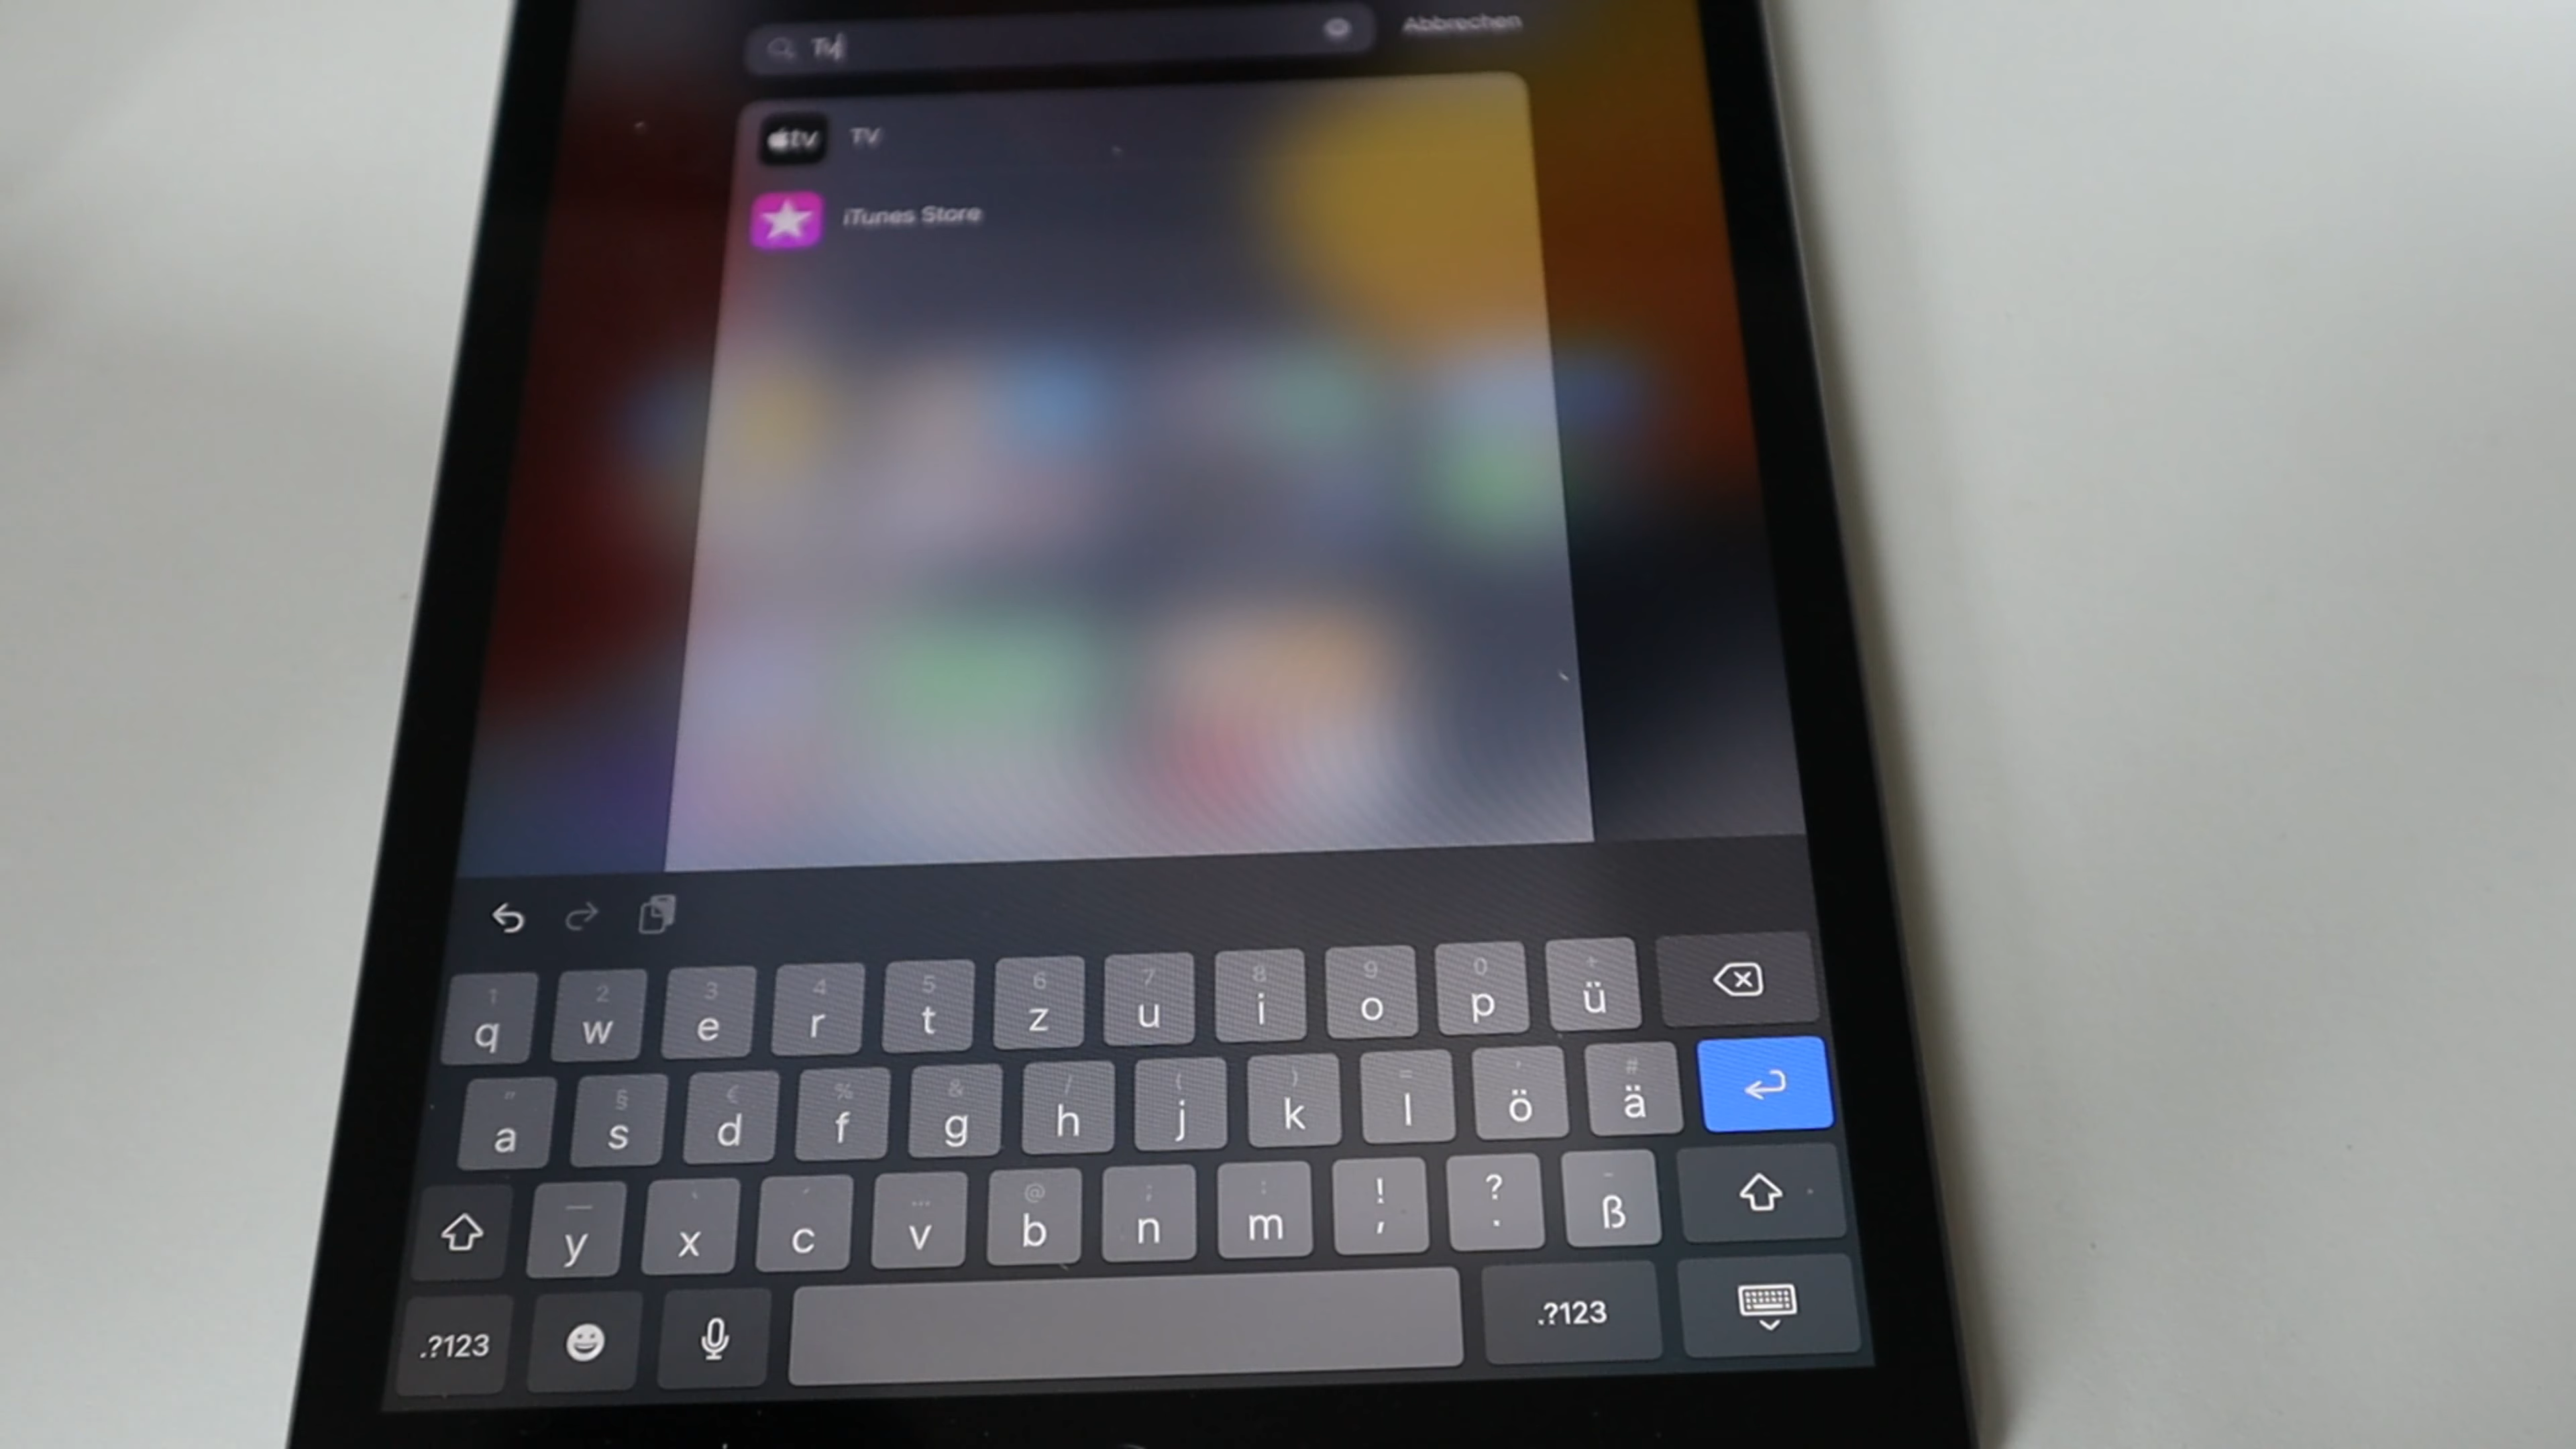 Tv Abbrechen
tv TV
iTunes Store
1 2 3 4 5 6 7 8 9 0 +
q w e r t z u i o p ü
" § € % & / ( ) = ' #
a s d f g h j k l ö ä
— ` ´ ... @ ; : ! ? -
y x c v b n m , . ß
.?123 .?123